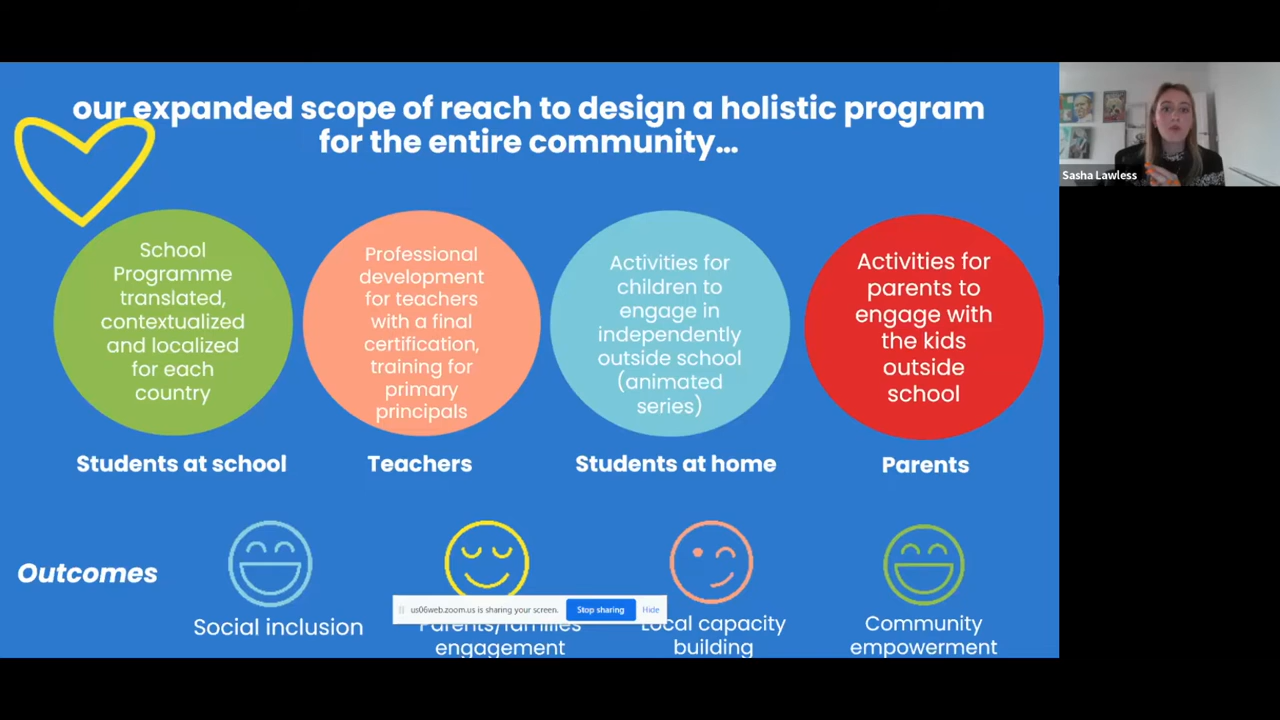 our expanded scope of reach to design a holistic program
for the entire community...
School
Programme
translated,
contextualized
and localized
for each
country
Professional
development
for teachers
with a final
certification,
training for
primary
principals
Activities for
children to
engage in
independently
outside school
(animated
series)
Activities for
parents to
engage with
the kids
outside
school
Students at school
Teachers
Students at home
Parents
Outcomes
Social inclusion
Parents/families
engagement
Local capacity
building
Community
empowerment
us06web.zoom.us is sharing your screen.
Stop sharing
Hide
Sasha Lawless